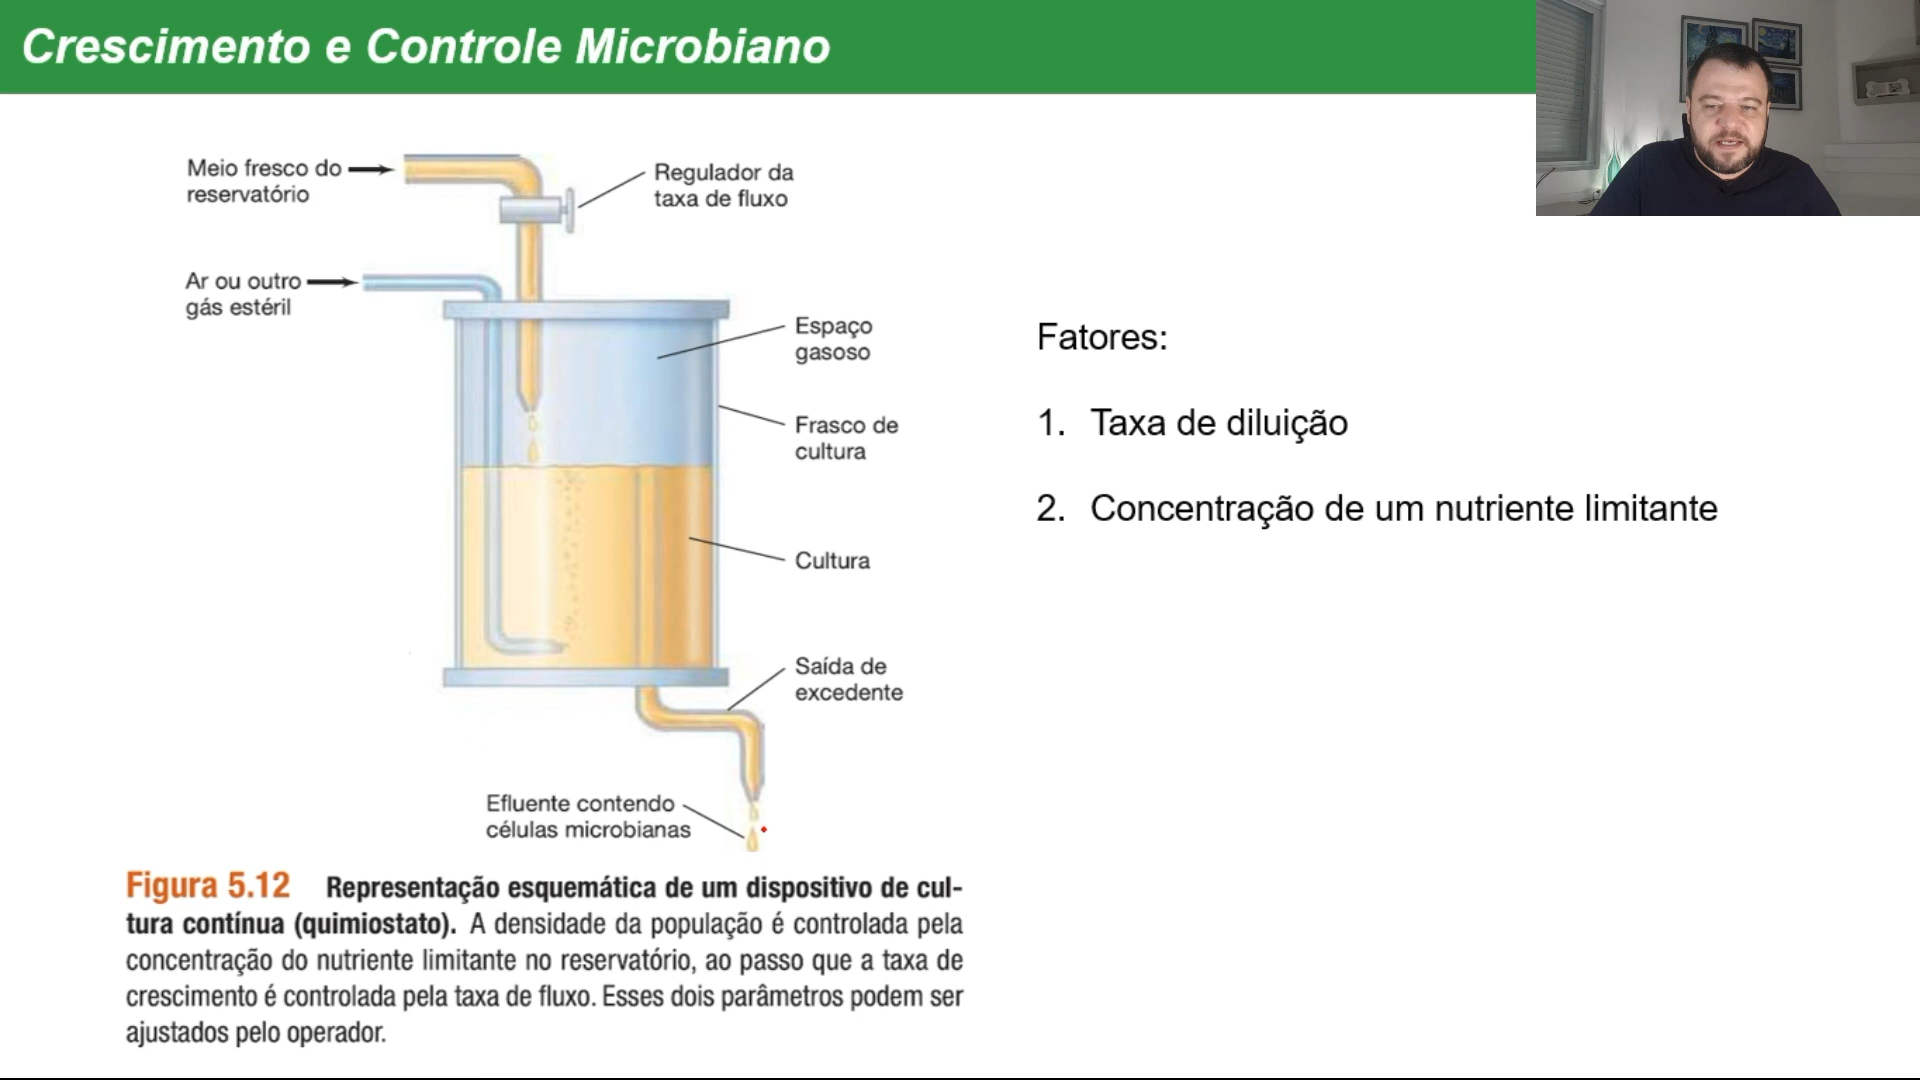 Crescimento e Controle Microbiano
Meio fresco do
reservatório
Regulador da
taxa de fluxo
Ar ou outro
gás estéril
Espaço
gasoso
Frasco de
cultura
Cultura
Saída de
excedente
Efluente contendo
células microbianas
Fatores:
1. Taxa de diluição
2. Concentração de um nutriente limitante
Figura 5.12 Representação esquemática de um dispositivo de cul-
tura contínua (quimiostato). A densidade da população é controlada pela
concentração do nutriente limitante no reservatório, ao passo que a taxa de
crescimento é controlada pela taxa de fluxo. Esses dois parâmetros podem ser
ajustados pelo operador.